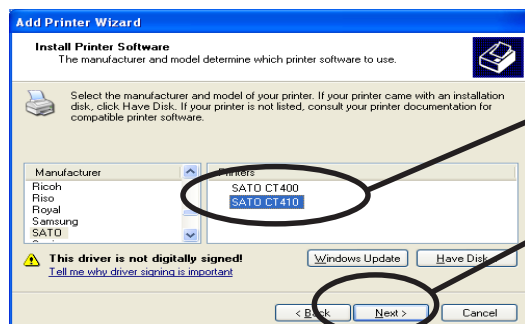 Add Printer Wizard
Install Printer Software
The manufacturer and model determine which printer software to use.
Select the manufacturer and model of your printer. If your printer came with an installation
disk, click Have Disk. If your printer is not listed, consult your printer documentation for
compatible printer software.
Manufacturer
Ricoh
Riso
Royal
Samsung
SATO
Printers
SATO CT400
SATO CT410
This driver is not digitally signed!
Tell me why driver signing is important
Windows Update
Have Disk
< Back
Next >
Cancel